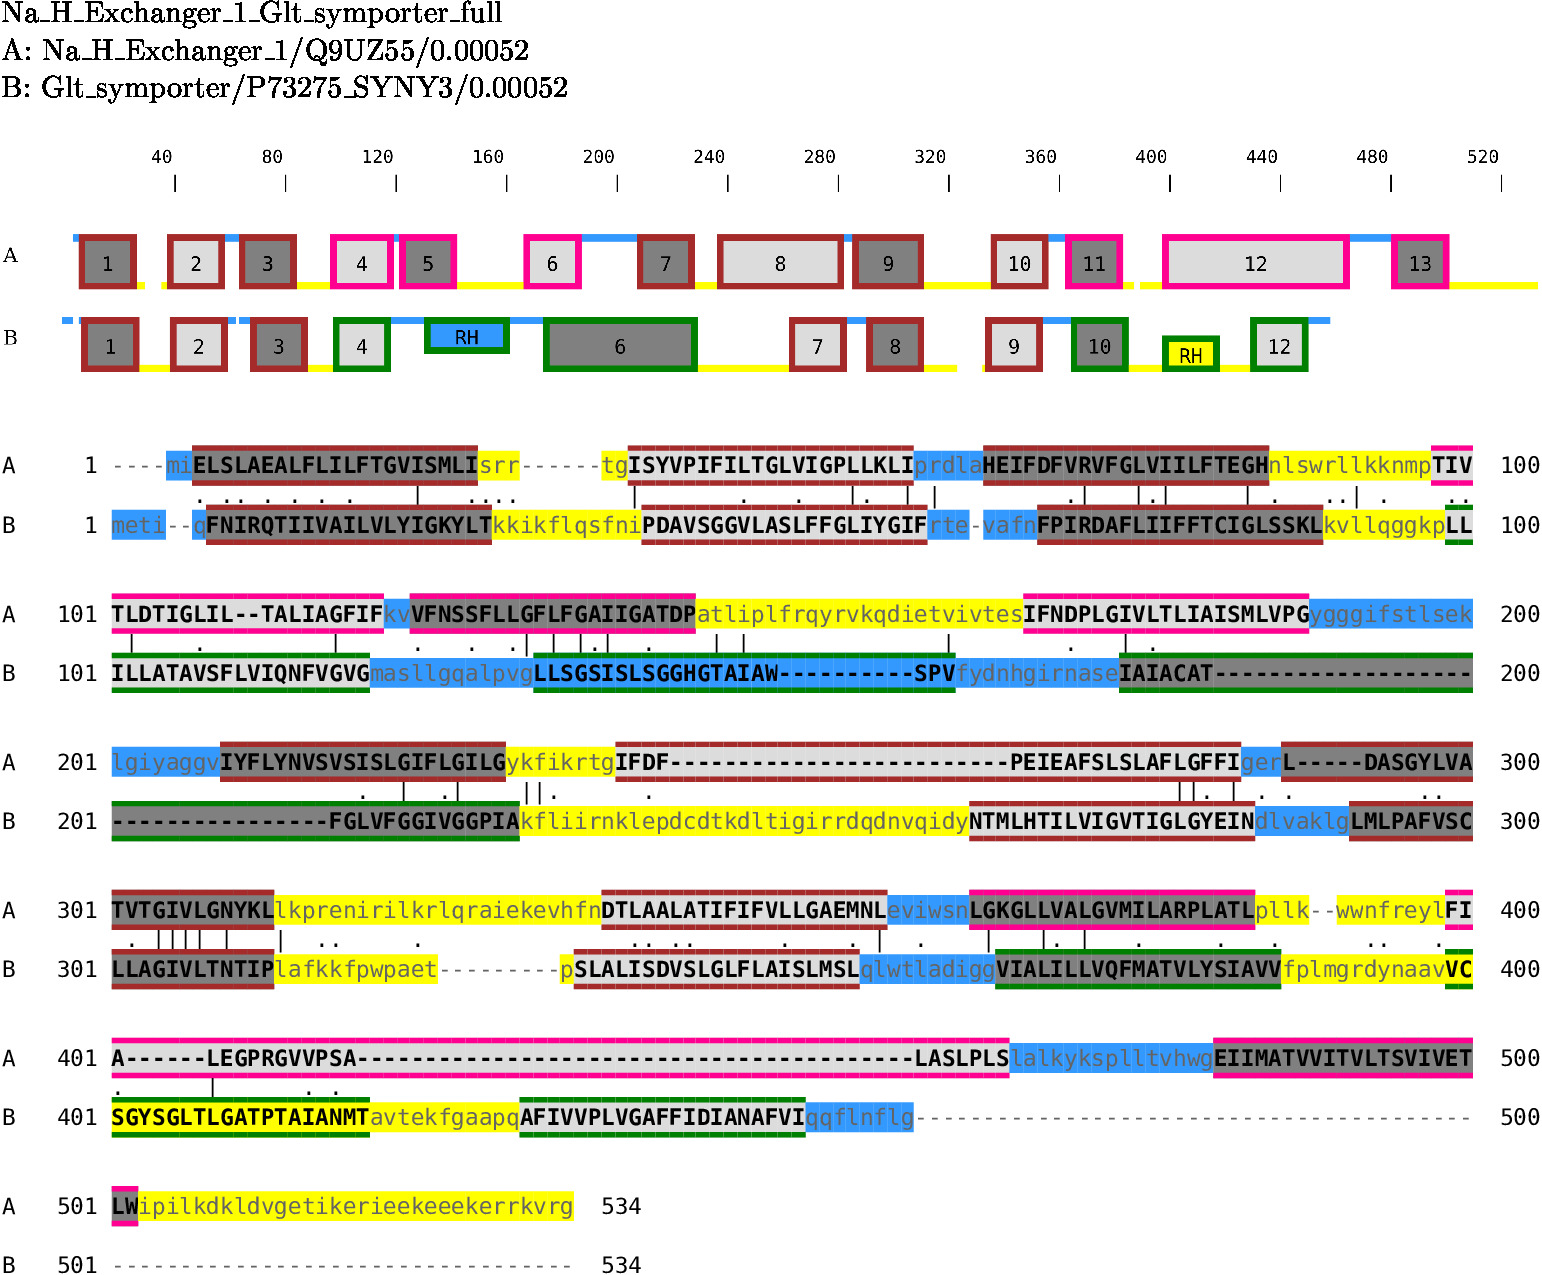 Na_H_Exchanger_1_Glt_symporter_full
A: Na_H_Exchanger_1/Q9UZ55/0.00052
B: Glt_symporter/P73275_SYNY3/0.00052
40 80 120 160 200 240 280 320 360 400 440 480 520
A 1 2 3 4 5 6 7 8 9 10 11 12 13
B 1 2 3 4 RH 6 7 8 9 10 RH 12
A 1 ----miELSLAEALFLILFTGVISMLIsrr------tgISYVPIFILTGLVIGPLLKLIprdlaHEIFDFVRVFGLVIILFTEGHnlswrllkknmpTIV 100
B 1 meti--qFNIRQTIIVAILVLYIGKYLTkkikflqsfniPDAVSGGVLASLFFGLIYGIFrte-vafnFPIRDAFLIIFFTCIGLSSKLkvllqggkpLL 100
A 101 TLDTIGLIL--TALIAGFIFkvVFNSSFLLGFLFGAIIGATDPatliplfrqyrvkqdietvivtesIFNDPLGIVLTLIAISMLVPGygggifstlsek 200
B 101 ILLATAVSFLVIQNFVGVGmasllgqalpvgLLSGSISLSGGHGTAIAW----------SPVfydnhgirnaseIAIACAT------------------- 200
A 201 lgiyaggvIYFLYNVSVSISLGIFLGILGykfikrtgIFDF-------------------------PEIEAFSLSLAFLGFFIgerL-----DASGYLVA 300
B 201 ----------------FGLVFGGIVGGPIAkfliirnklepdcdtkdltigirrdqdnvqidyNTMLHTILVIGVTIGLGYEINdlvaklgLMLPAFVSC 300
A 301 TVTGIVLGNYKLlkprenirilkrlqraiekevhfnDTLAALATIFIFVLLGAEMNLeviwsnLGKGLLVALGVMILARPLATLpllk--wwnfreylFI 400
B 301 LLAGIVLTNTIPlafkkfpwpaet---------pSLALISDVSLGLFLAISLMSLqlwtladiggVIALILLVQFMATVLYSIAVVfplmgrdynaavVC 400
A 401 A------LEGPRGVVPSA-----------------------------------------LASLPLSlalkyksplltvhwgEIIMATVVITVLTSVIVET 500
B 401 SGYSGLTLGATPTAIANMTavtekfgaapqAFIVVPLVGAFFIDIANAFVIqqflnflg----------------------------------------- 500
A 501 LWipilkdkldvgetikerieekeeekerrkvrg 534
B 501 ---------------------------------- 534